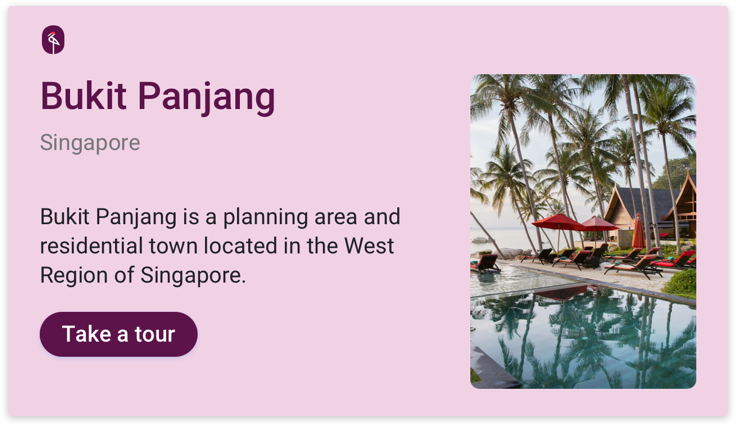 Bukit Panjang
Singapore
Bukit Panjang is a planning area and
residential town located in the West
Region of Singapore.
Take a tour